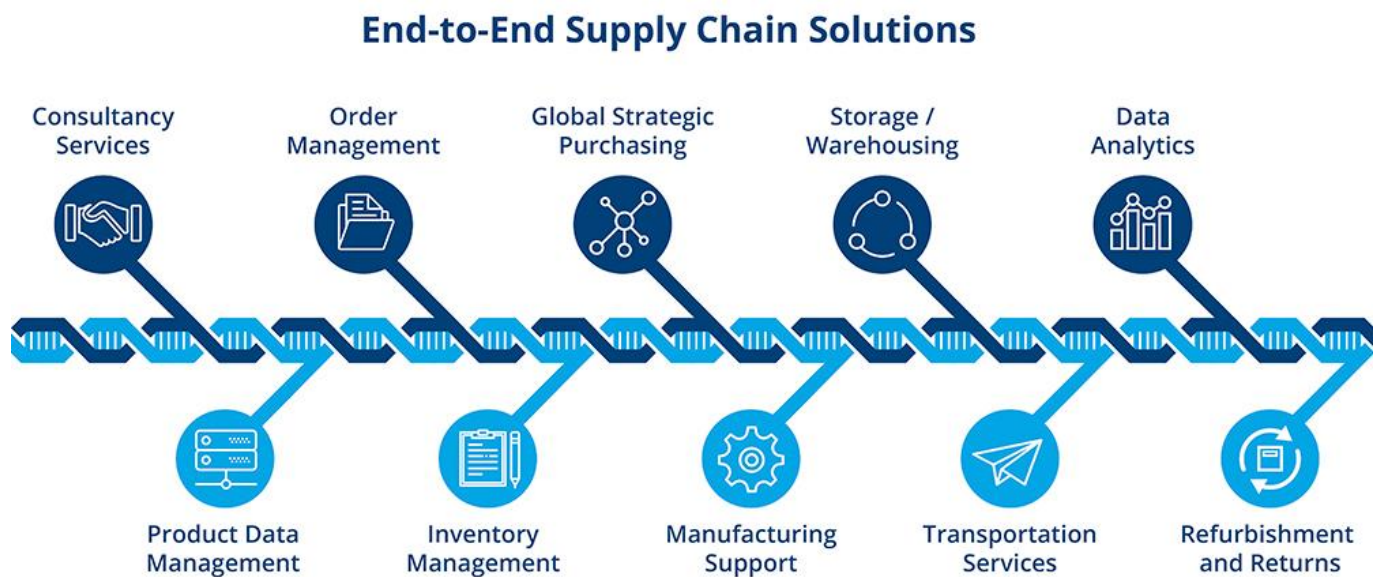 End-to-End Supply Chain Solutions
Consultancy
Services
Order
Management
Global Strategic
Purchasing
Storage /
Warehousing
Data
Analytics
Product Data
Management
Inventory
Management
Manufacturing
Support
Transportation
Services
Refurbishment
and Returns